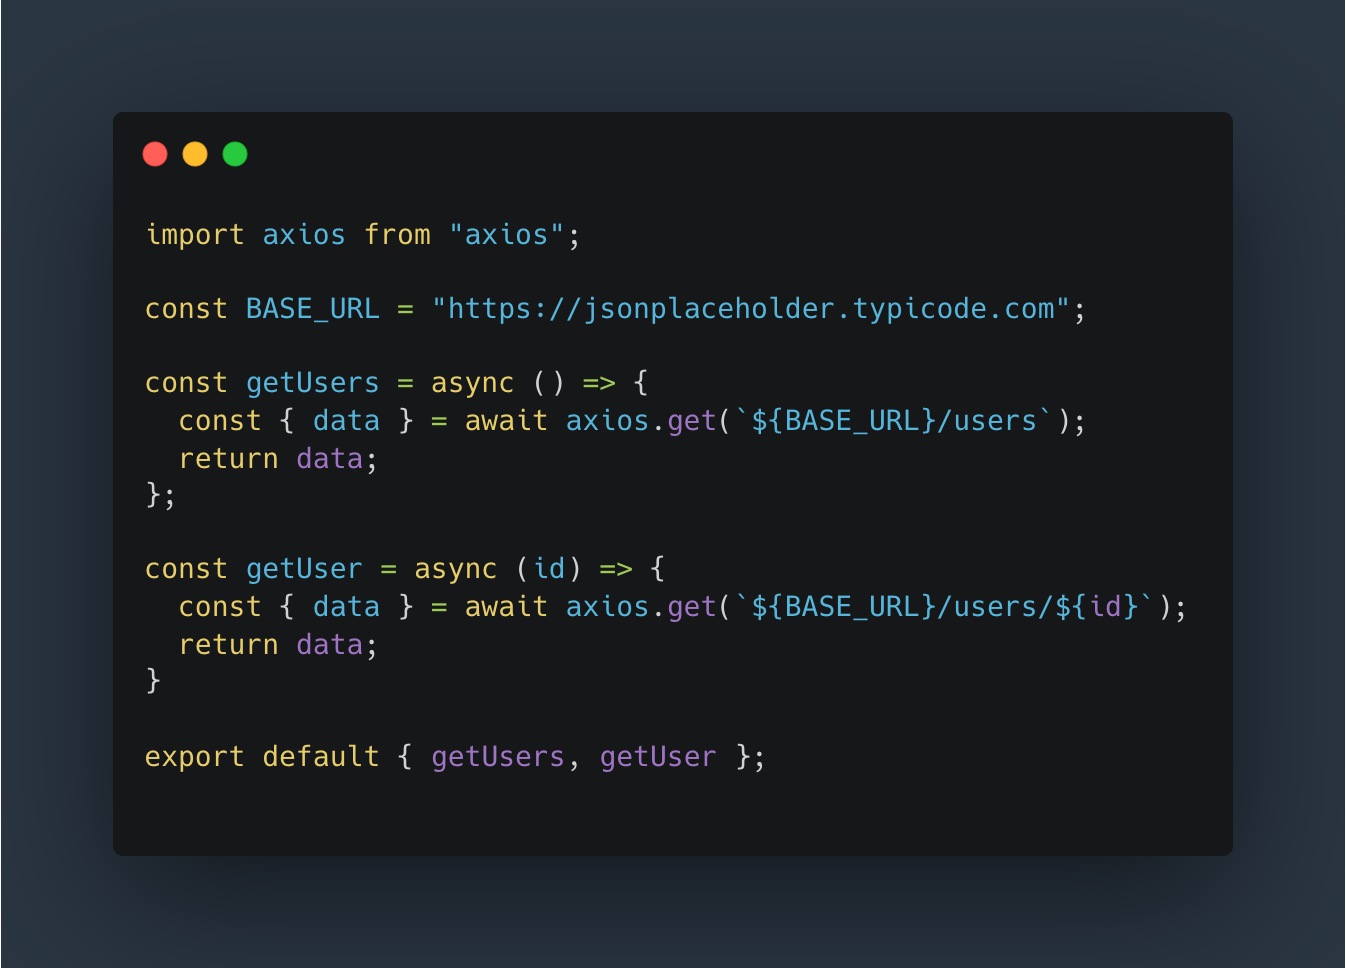 import axios from "axios";
const BASE_URL = "https://jsonplaceholder.typicode.com";
const getUsers = async () => {
  const { data } = await axios.get(`${BASE_URL}/users`);
  return data;
};
const getUser = async (id) => {
  const { data } = await axios.get(`${BASE_URL}/users/${id}`);
  return data;
}
export default { getUsers, getUser };